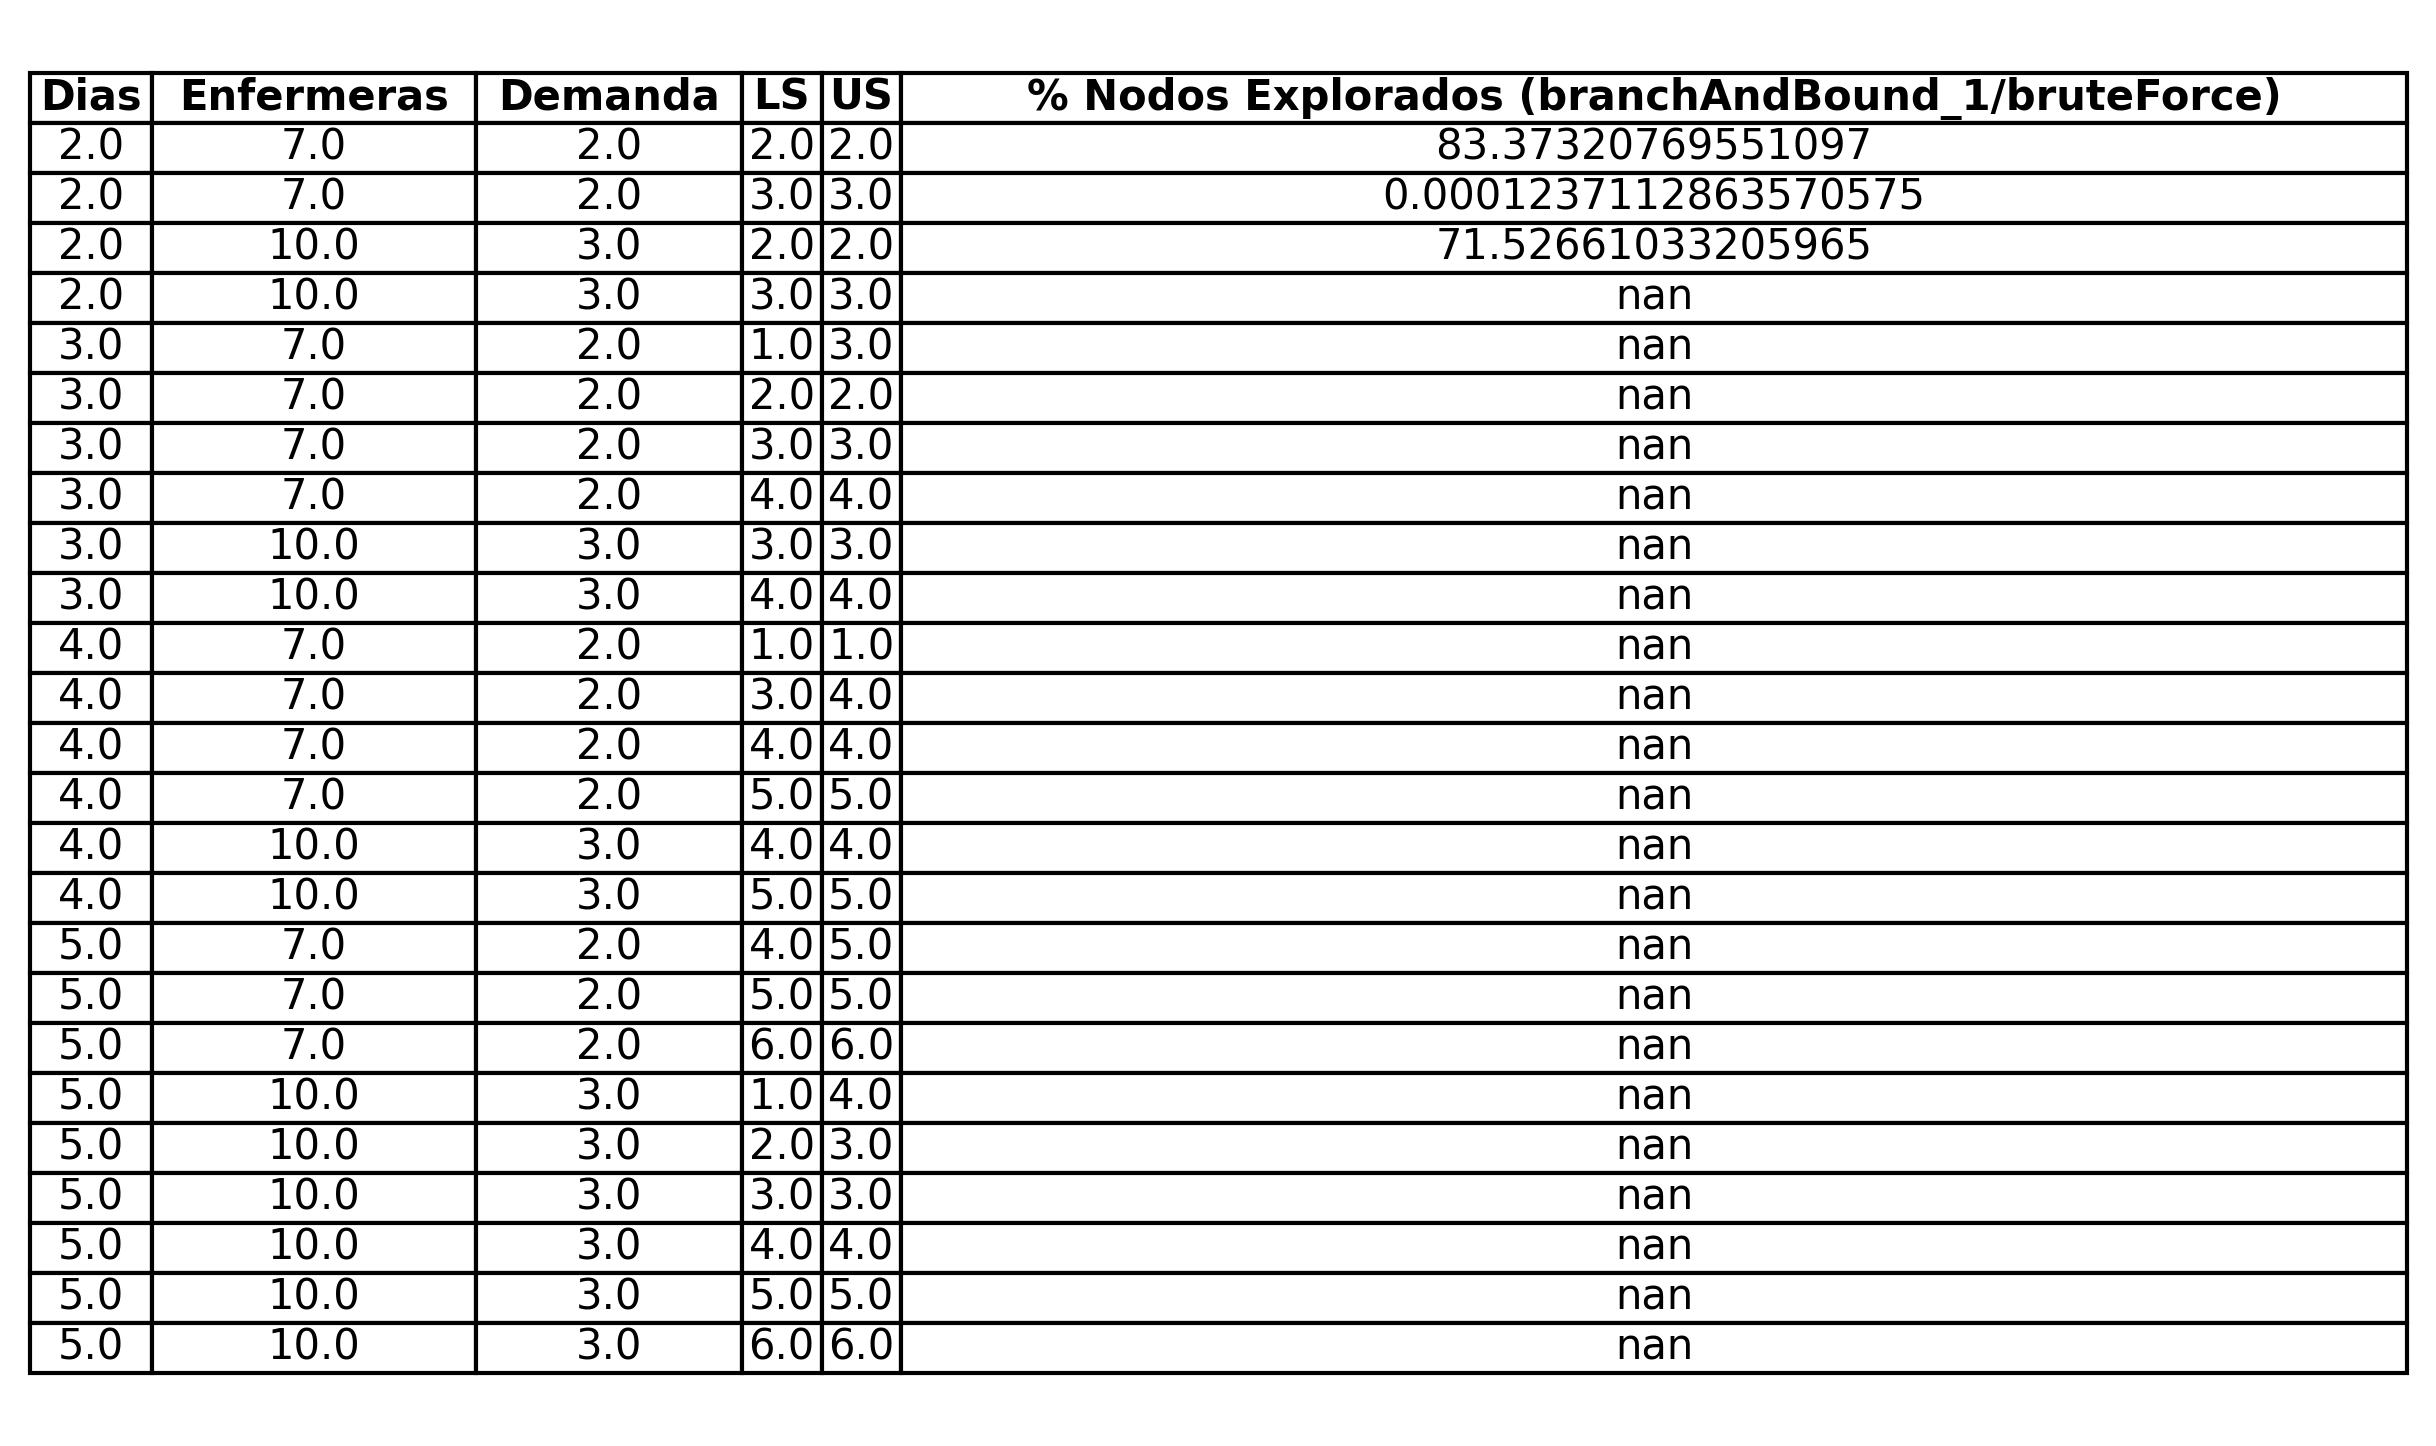 Dias Enfermeras Demanda LS US % Nodos Explorados (branchAndBound_1/bruteForce)
2.0 7.0 2.0 2.0 2.0 83.37320769551097
2.0 7.0 2.0 3.0 3.0 0.0001237112863570575
2.0 10.0 3.0 2.0 2.0 71.52661033205965
2.0 10.0 3.0 3.0 3.0 nan
3.0 7.0 2.0 1.0 3.0 nan
3.0 7.0 2.0 2.0 2.0 nan
3.0 7.0 2.0 3.0 3.0 nan
3.0 7.0 2.0 4.0 4.0 nan
3.0 10.0 3.0 3.0 3.0 nan
3.0 10.0 3.0 4.0 4.0 nan
4.0 7.0 2.0 1.0 1.0 nan
4.0 7.0 2.0 3.0 4.0 nan
4.0 7.0 2.0 4.0 4.0 nan
4.0 7.0 2.0 5.0 5.0 nan
4.0 10.0 3.0 4.0 4.0 nan
4.0 10.0 3.0 5.0 5.0 nan
5.0 7.0 2.0 4.0 5.0 nan
5.0 7.0 2.0 5.0 5.0 nan
5.0 7.0 2.0 6.0 6.0 nan
5.0 10.0 3.0 1.0 4.0 nan
5.0 10.0 3.0 2.0 3.0 nan
5.0 10.0 3.0 3.0 3.0 nan
5.0 10.0 3.0 4.0 4.0 nan
5.0 10.0 3.0 5.0 5.0 nan
5.0 10.0 3.0 6.0 6.0 nan